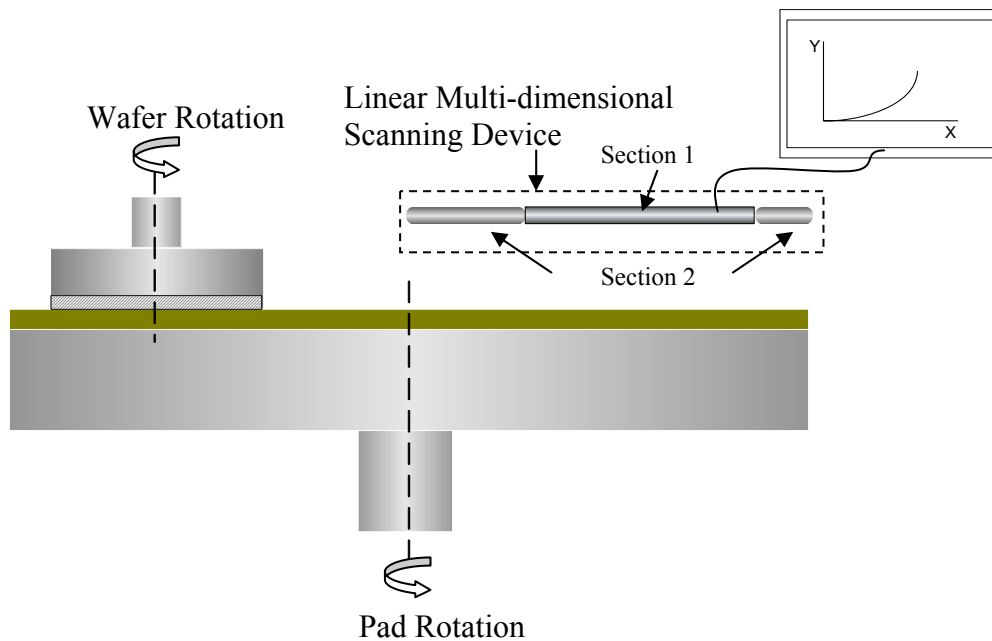 Y
X
Linear Multi-dimensional
Scanning Device
Wafer Rotation
Section 1
Section 2
Pad Rotation